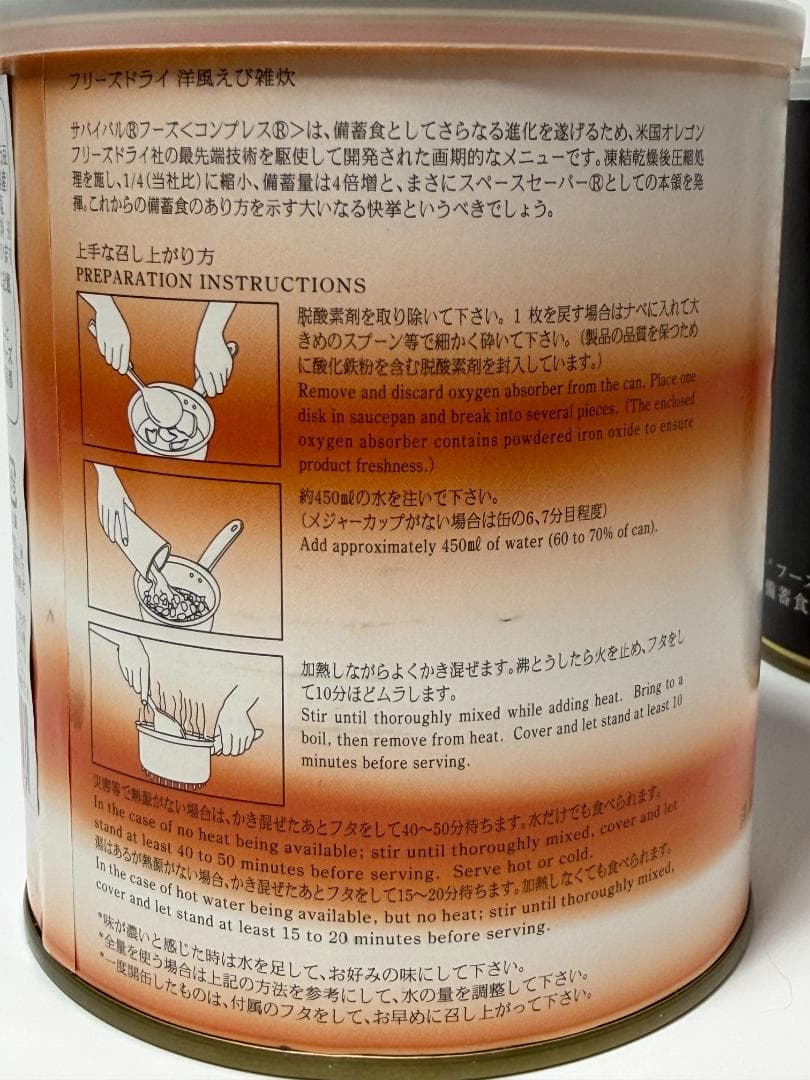 フリーズドライ 洋風えび雑炊
サバイバル®フーズ<コンプレス®>は、備蓄食としてさらなる進化を遂げるため、米国オレゴン
フリーズドライ社の最先端技術を駆使して開発された画期的なメニューです。凍結乾燥後圧縮処
理を施し、1/4(当社比)に縮小、備蓄量は4倍増と、まさにスペースセーバー®としての本領を発
揮。これからの備蓄食のあり方を示す大いなる快挙というべきでしょう。
上手な召し上がり方
PREPARATION INSTRUCTIONS
脱酸素剤を取り除いて下さい。1 枚を戻す場合はナベに入れて大
きめのスプーン等で細かく砕いて下さい。(製品の品質を保つため
に酸化鉄粉を含む脱酸素剤を封入しています。)
Remove and discard oxygen absorber from the can. Place one
disk in saucepan and break into several pieces. (The enclosed
oxygen absorber contains powdered iron oxide to ensure
product freshness.)
約450mlの水を注いで下さい。
(メジャーカップがない場合は缶の6、7分目程度)
Add approximately 450ml of water (60 to 70% of can).
加熱しながらよくかき混ぜます。沸とうしたら火を止め、フタをし
て10分ほどムラします。
Stir until thoroughly mixed while adding heat. Bring to a
boil, then remove from heat. Cover and let stand at least 10
minutes before serving.
災害等で熱源がない場合は、かき混ぜたあとフタをして40〜50分待ちます。水だけでも食べられます。
In the case of no heat being available; stir until thoroughly mixed, cover and let
stand at least 40 to 50 minutes before serving. Serve hot or cold.
湯はあるが熱源がない場合、かき混ぜたあとフタをして15〜20分待ちます。加熱しなくても食べられます。
In the case of hot water being available, but no heat; stir until thoroughly mixed,
cover and let stand at least 15 to 20 minutes before serving.
*味が濃いと感じた時は水を足して、お好みの味にして下さい。
*全量を使う場合は上記の方法を参考にして、水の量を調整して下さい。
*一度開缶したものは、付属のフタをして、お早めに召し上がって下さい。
フーズ
備蓄食